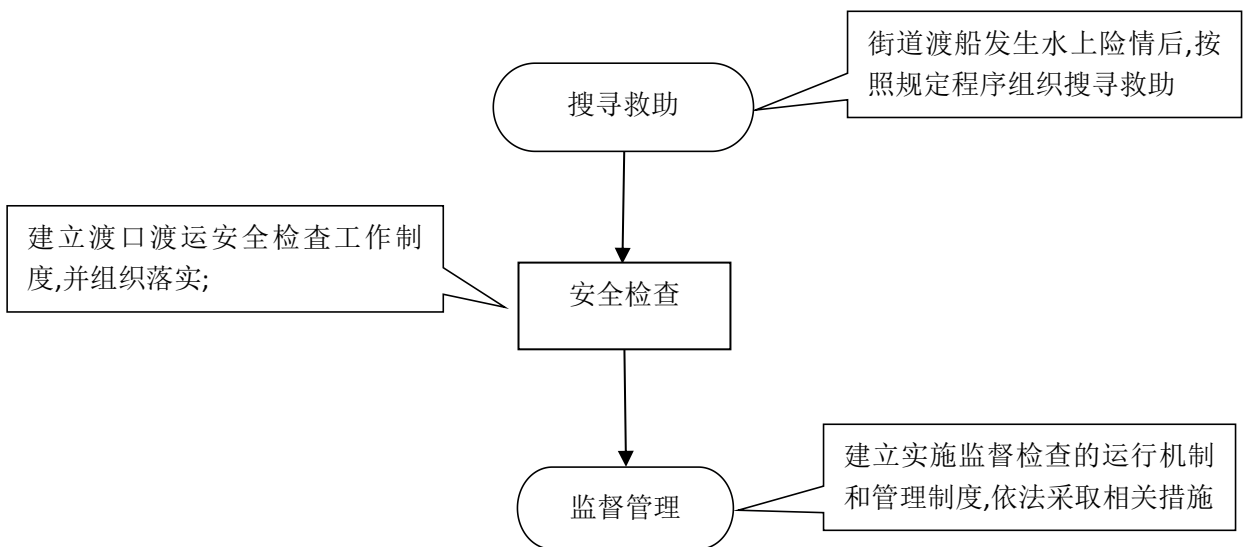 街道渡船发生水上险情后,按
照规定程序组织搜寻救助
搜寻救助
建立渡口渡运安全检查工作制
度,并组织落实;
安全检查
建立实施监督检查的运行机制
和管理制度,依法采取相关措施
监督管理